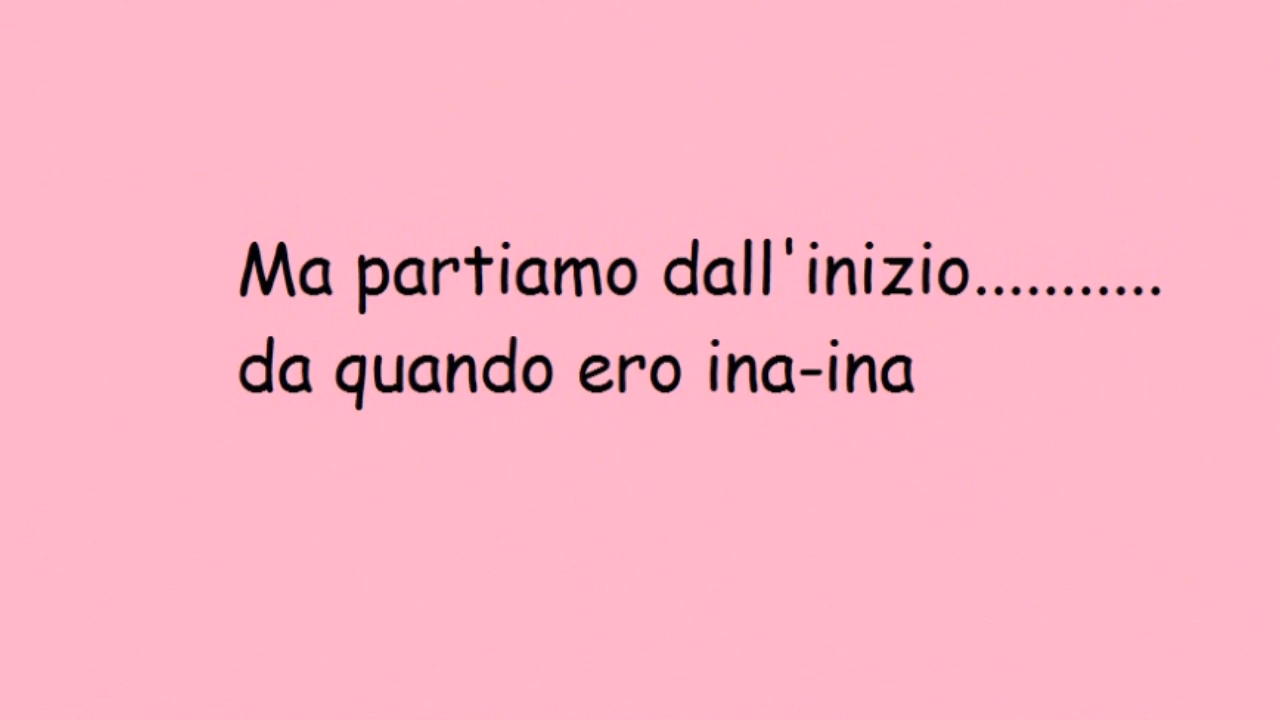 Ma partiamo dall'inizio...........
da quando ero ina-ina